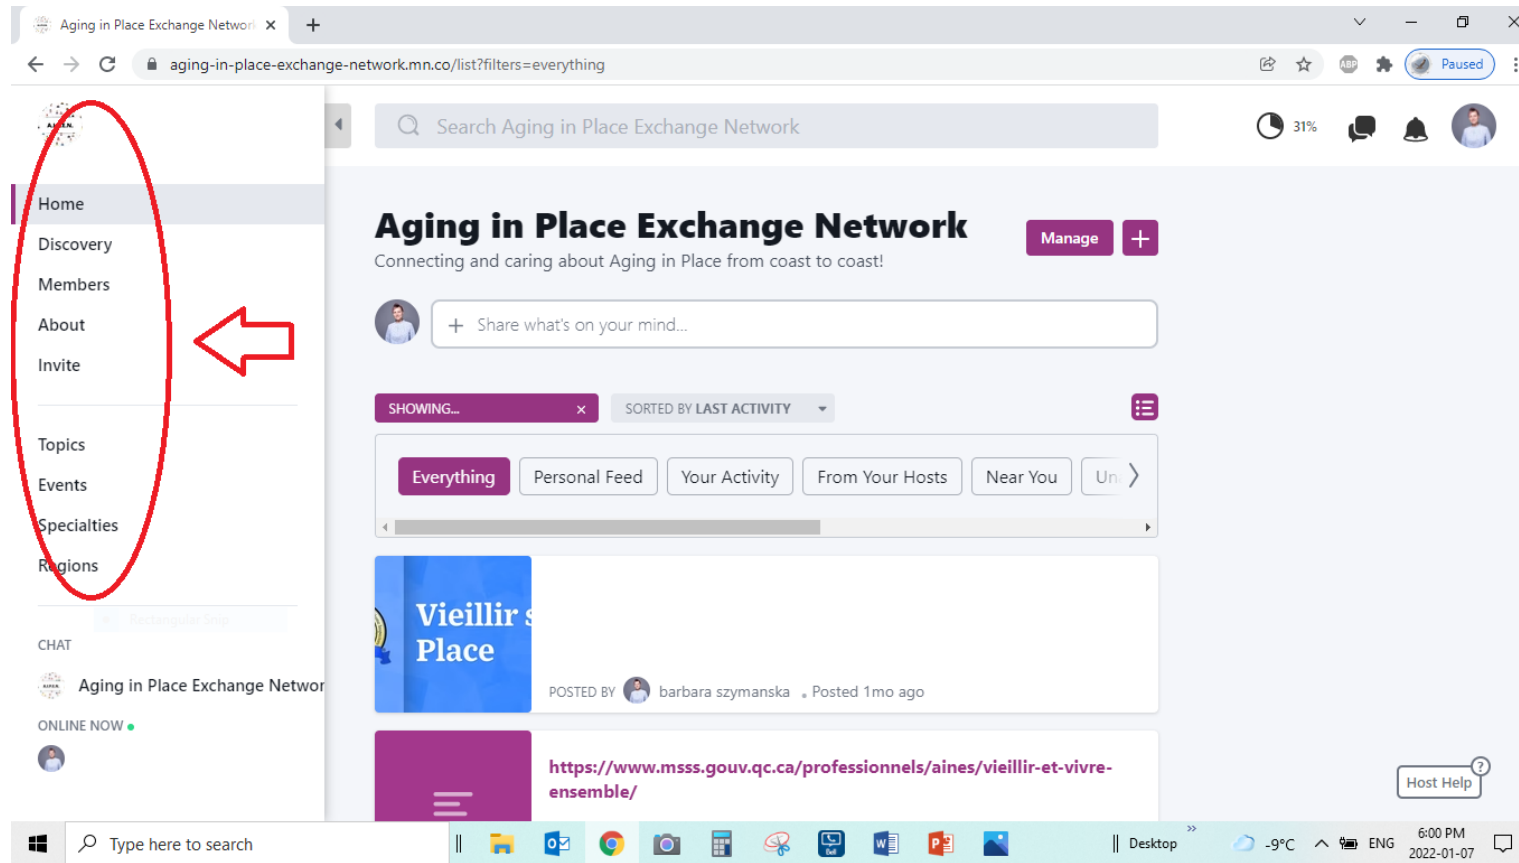 Aging in Place Exchange Networ
aging-in-place-exchange-network.mn.co/list?filters=everything
ABP
Paused
Search Aging in Place Exchange Network
31%
Home
Discovery
Members
About
Invite
Topics
Events
Specialties
Regions
Rectangular Snip
CHAT
Aging in Place Exchange Networ
ONLINE NOW
Aging in Place Exchange Network
Connecting and caring about Aging in Place from coast to coast!
Manage
Share what's on your mind...
SHOWING...
SORTED BY LAST ACTIVITY
Everything
Personal Feed
Your Activity
From Your Hosts
Near You
Un
Vieillir s
Place
POSTED BY barbara szymanska . Posted 1mo ago
https://www.msss.gouv.qc.ca/professionnels/aines/vieillir-et-vivre-
ensemble/
Host Help
?
Type here to search
Desktop
-9°C
ENG
6:00 PM
2022-01-07